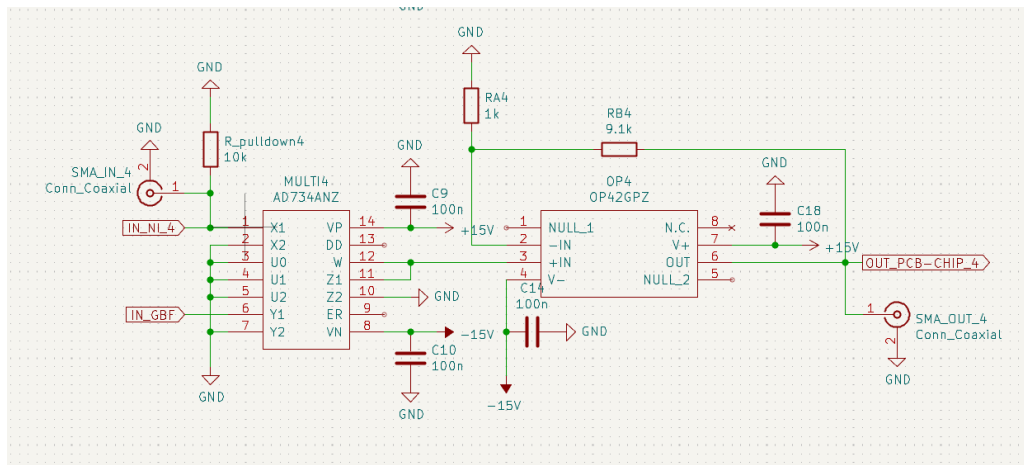 GND
GND
RA4
1k
RB4
9.1k
GND
R_pulldown4
10k
GND
SMA_IN_4
Conn_Coaxial
2
1
IN_NI_4
IN_GBF
MULTI4
AD734ANZ
1 X1 VP 14
2 X2 DD 13
3 U0 W 12
4 U1 Z1 11
5 U2 Z2 10
6 Y1 ER 9
7 Y2 VN 8
GND
GND
C9
100n
+15V
GND
-15V
C10
100n
GND
OP4
OP42GPZ
1 NULL_1 N.C. 8
2 -IN V+ 7
3 +IN OUT 6
4 V- NULL_2 5
C14
100n
GND
-15V
GND
C18
100n
+15V
OUT_PCB-CHIP_4
1
SMA_OUT_4
Conn_Coaxial
2
GND